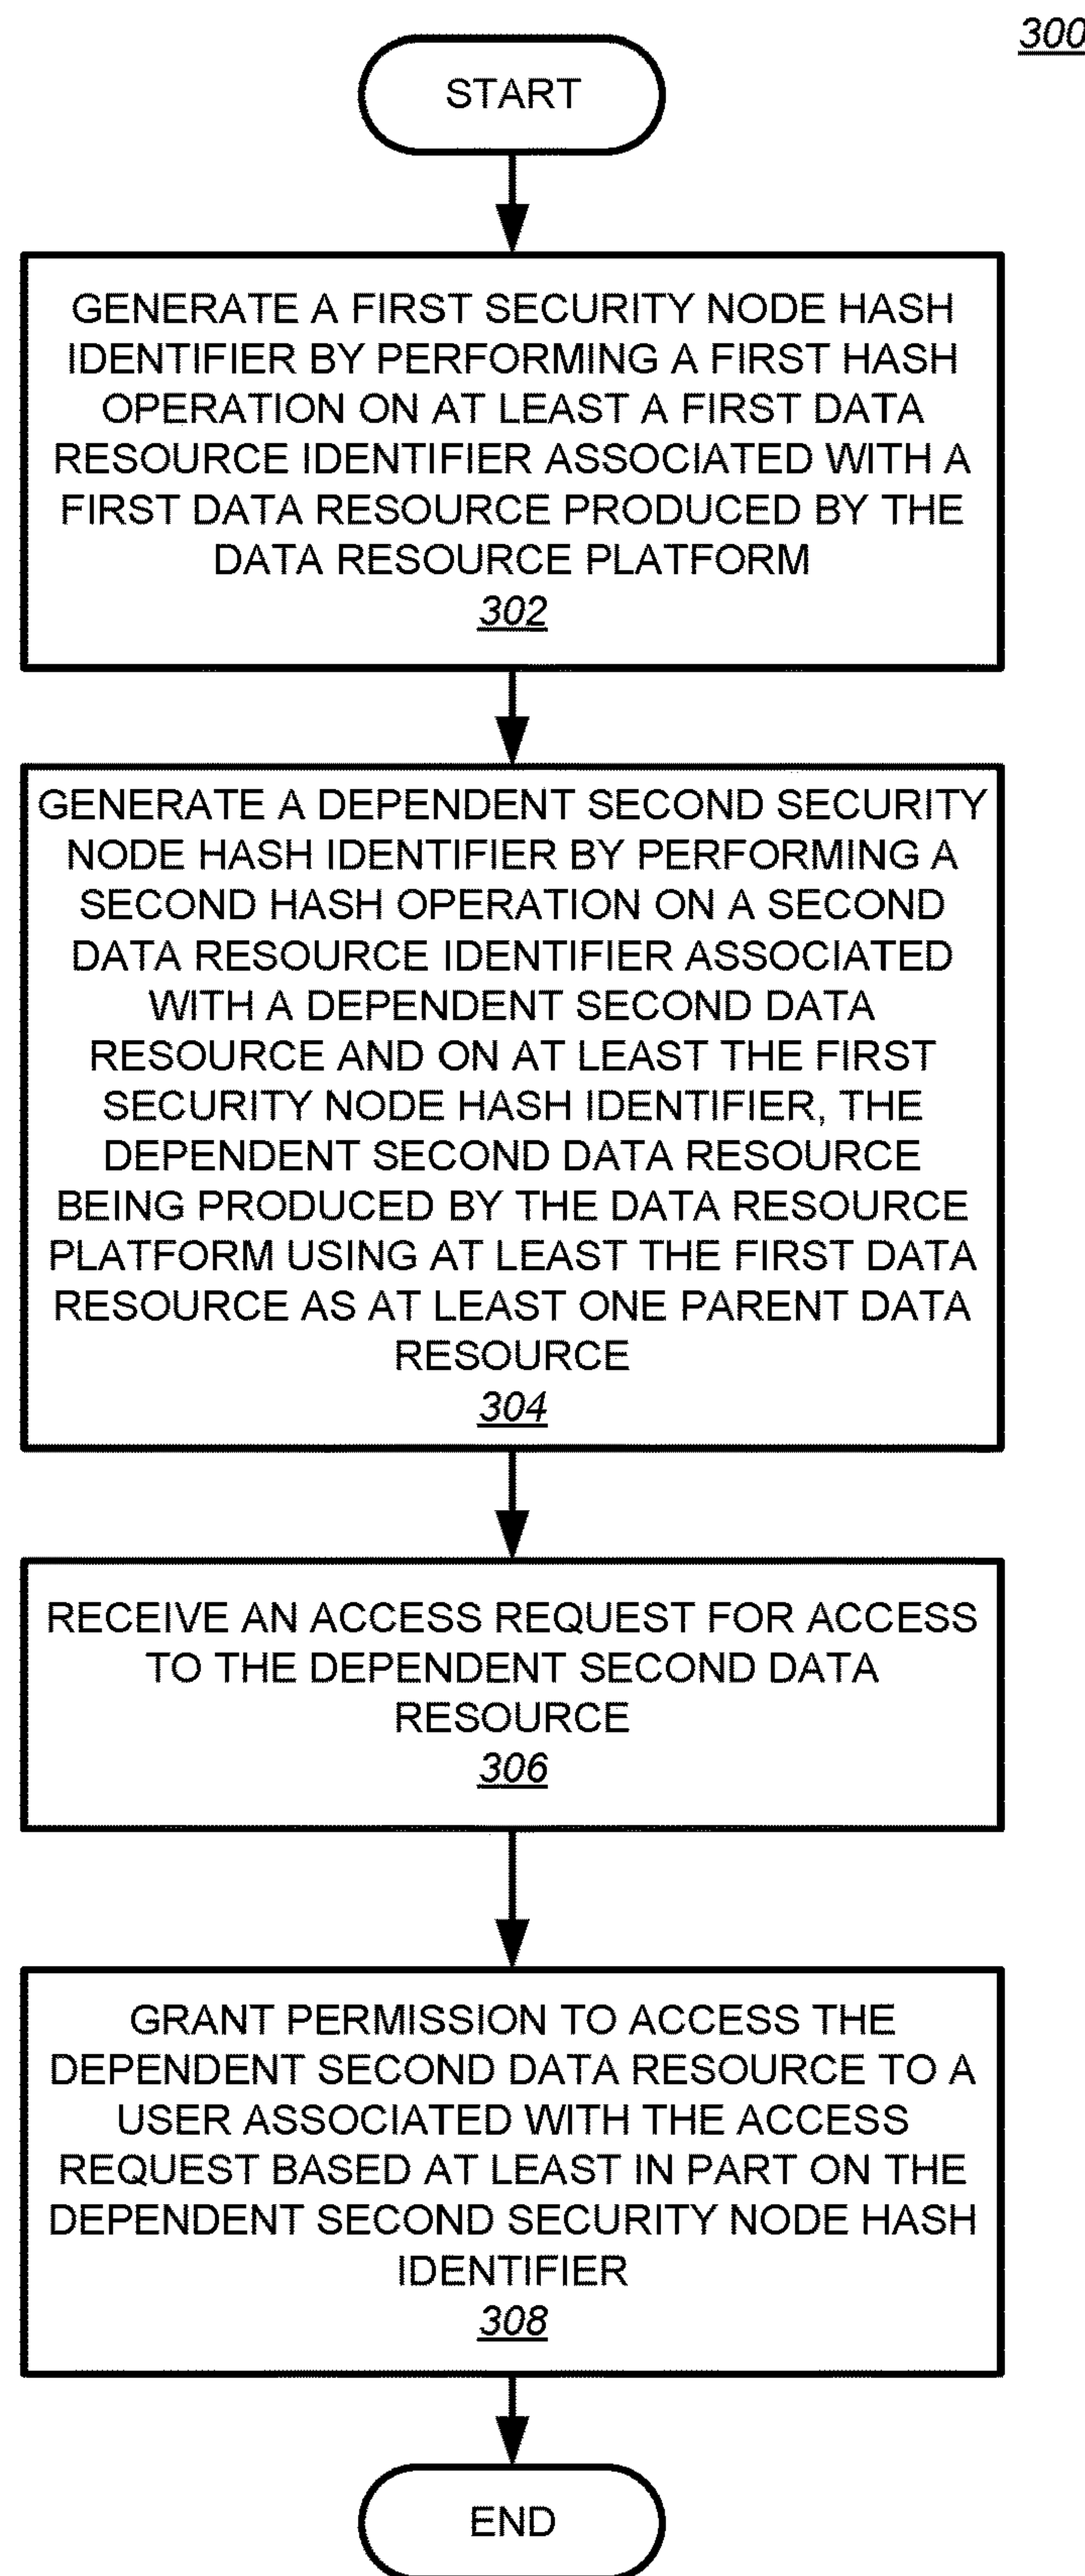 300
START
GENERATE A FIRST SECURITY NODE HASH
IDENTIFIER BY PERFORMING A FIRST HASH
OPERATION ON AT LEAST A FIRST DATA
RESOURCE IDENTIFIER ASSOCIATED WITH A
FIRST DATA RESOURCE PRODUCED BY THE
DATA RESOURCE PLATFORM
302
GENERATE A DEPENDENT SECOND SECURITY
NODE HASH IDENTIFIER BY PERFORMING A
SECOND HASH OPERATION ON A SECOND
DATA RESOURCE IDENTIFIER ASSOCIATED
WITH A DEPENDENT SECOND DATA
RESOURCE AND ON AT LEAST THE FIRST
SECURITY NODE HASH IDENTIFIER, THE
DEPENDENT SECOND DATA RESOURCE
BEING PRODUCED BY THE DATA RESOURCE
PLATFORM USING AT LEAST THE FIRST DATA
RESOURCE AS AT LEAST ONE PARENT DATA
RESOURCE
304
RECEIVE AN ACCESS REQUEST FOR ACCESS
TO THE DEPENDENT SECOND DATA
RESOURCE
306
GRANT PERMISSION TO ACCESS THE
DEPENDENT SECOND DATA RESOURCE TO A
USER ASSOCIATED WITH THE ACCESS
REQUEST BASED AT LEAST IN PART ON THE
DEPENDENT SECOND SECURITY NODE HASH
IDENTIFIER
308
END